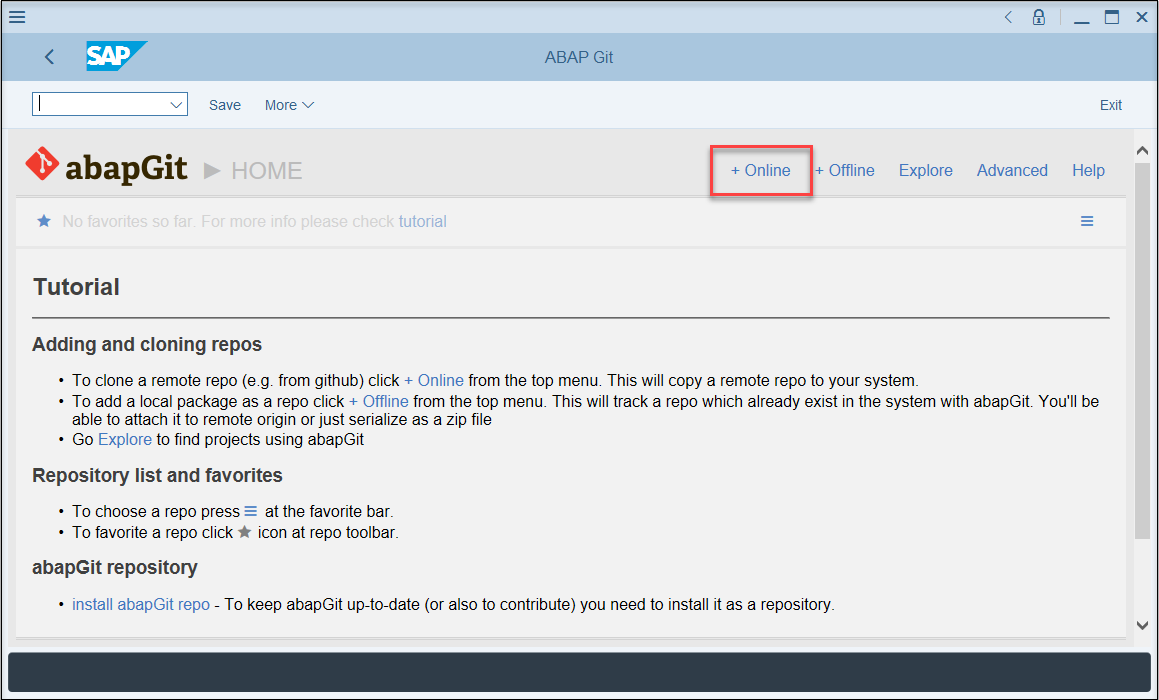 SAP
ABAP Git
Save More Exit
abapGit HOME + Online + Offline Explore Advanced Help
No favorites so far. For more info please check tutorial
Tutorial
Adding and cloning repos
• To clone a remote repo (e.g. from github) click + Online from the top menu. This will copy a remote repo to your system.
• To add a local package as a repo click + Offline from the top menu. This will track a repo which already exist in the system with abapGit. You'll be
able to attach it to remote origin or just serialize as a zip file
• Go Explore to find projects using abapGit
Repository list and favorites
• To choose a repo press at the favorite bar.
• To favorite a repo click icon at repo toolbar.
abapGit repository
• install abapGit repo - To keep abapGit up-to-date (or also to contribute) you need to install it as a repository.